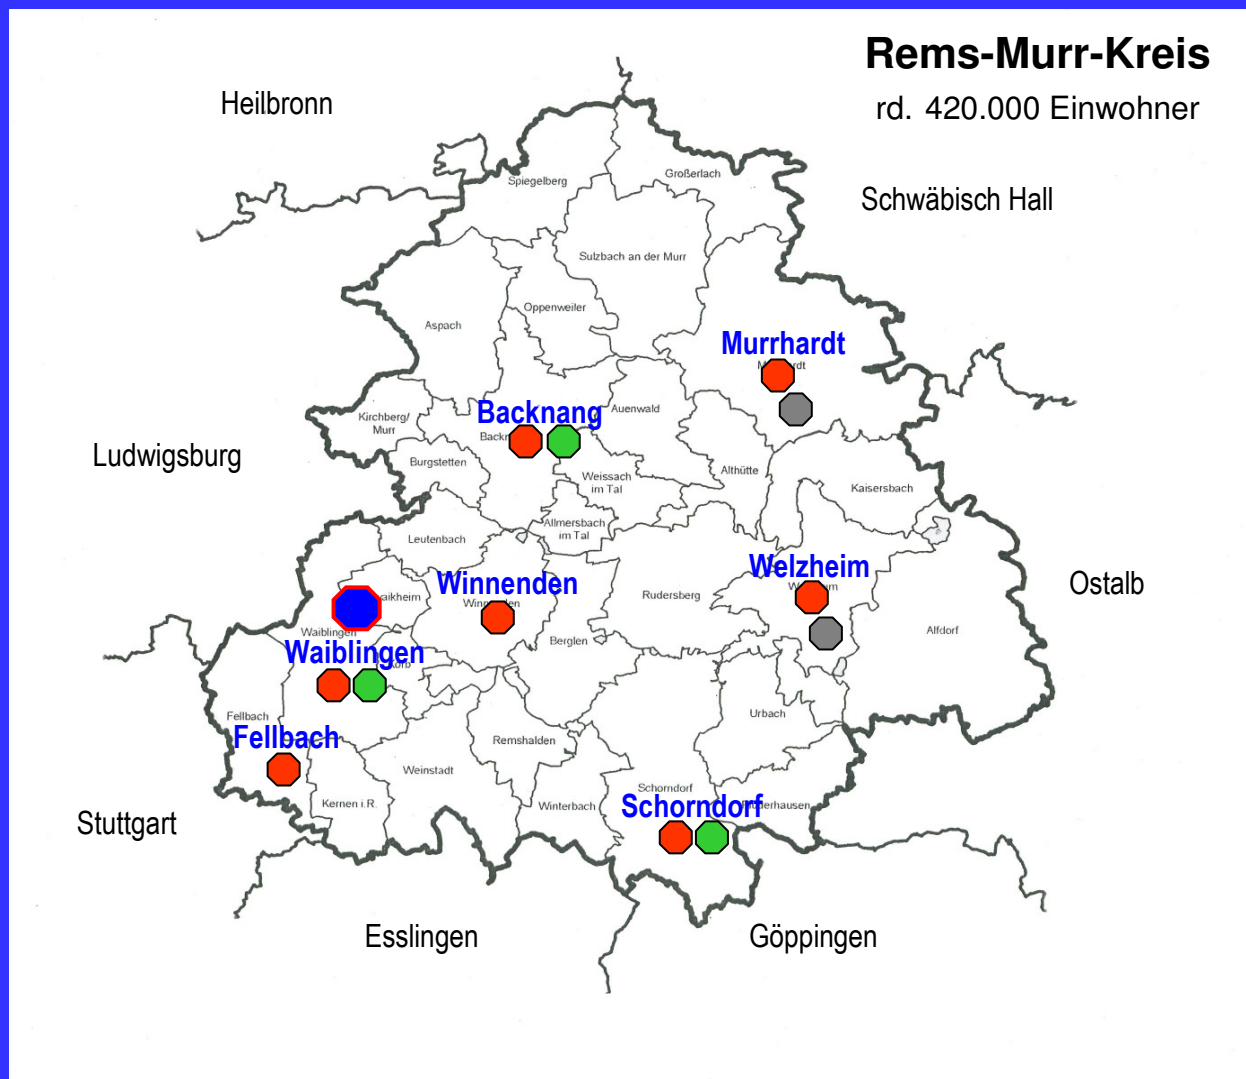 Rems-Murr-Kreis
rd. 420.000 Einwohner
Heilbronn
Schwäbisch Hall
Spiegelberg
Großerlach
Sulzbach an der Murr
Oppenweiler
Aspach
Murrhardt
Kirchberg/
Murr
Backnang
Auenwald
Ludwigsburg
Burgstetten
Weissach
im Tal
Althütte
Kaisersbach
Allmersbach
im Tal
Leutenbach
Welzheim
Ostalb
Winnenden
Rudersberg
Waiblingen
Berglen
Alfdorf
Waiblingen
Fellbach
Urbach
Fellbach
Remshalden
Weinstadt
Schorndorf
Kernen i.R.
Winterbach
Schorndorf
Stuttgart
Esslingen
Göppingen